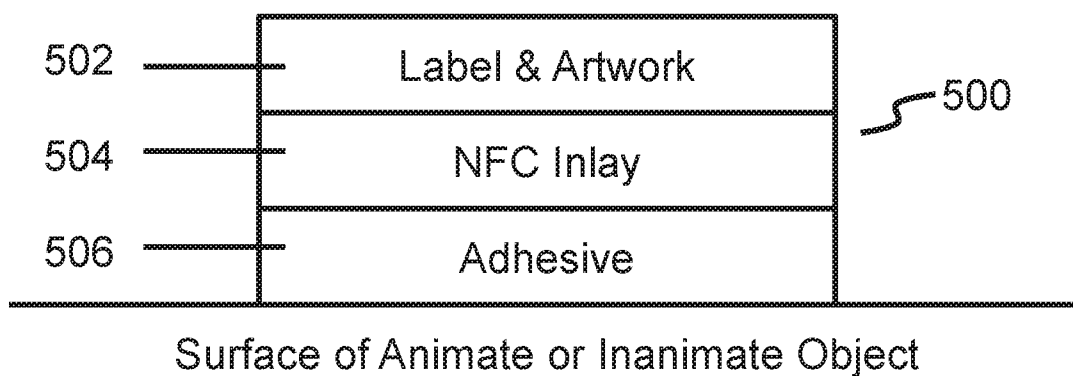 502
Label & Artwork
500
504
NFC Inlay
506
Adhesive
Surface of Animate or Inanimate Object